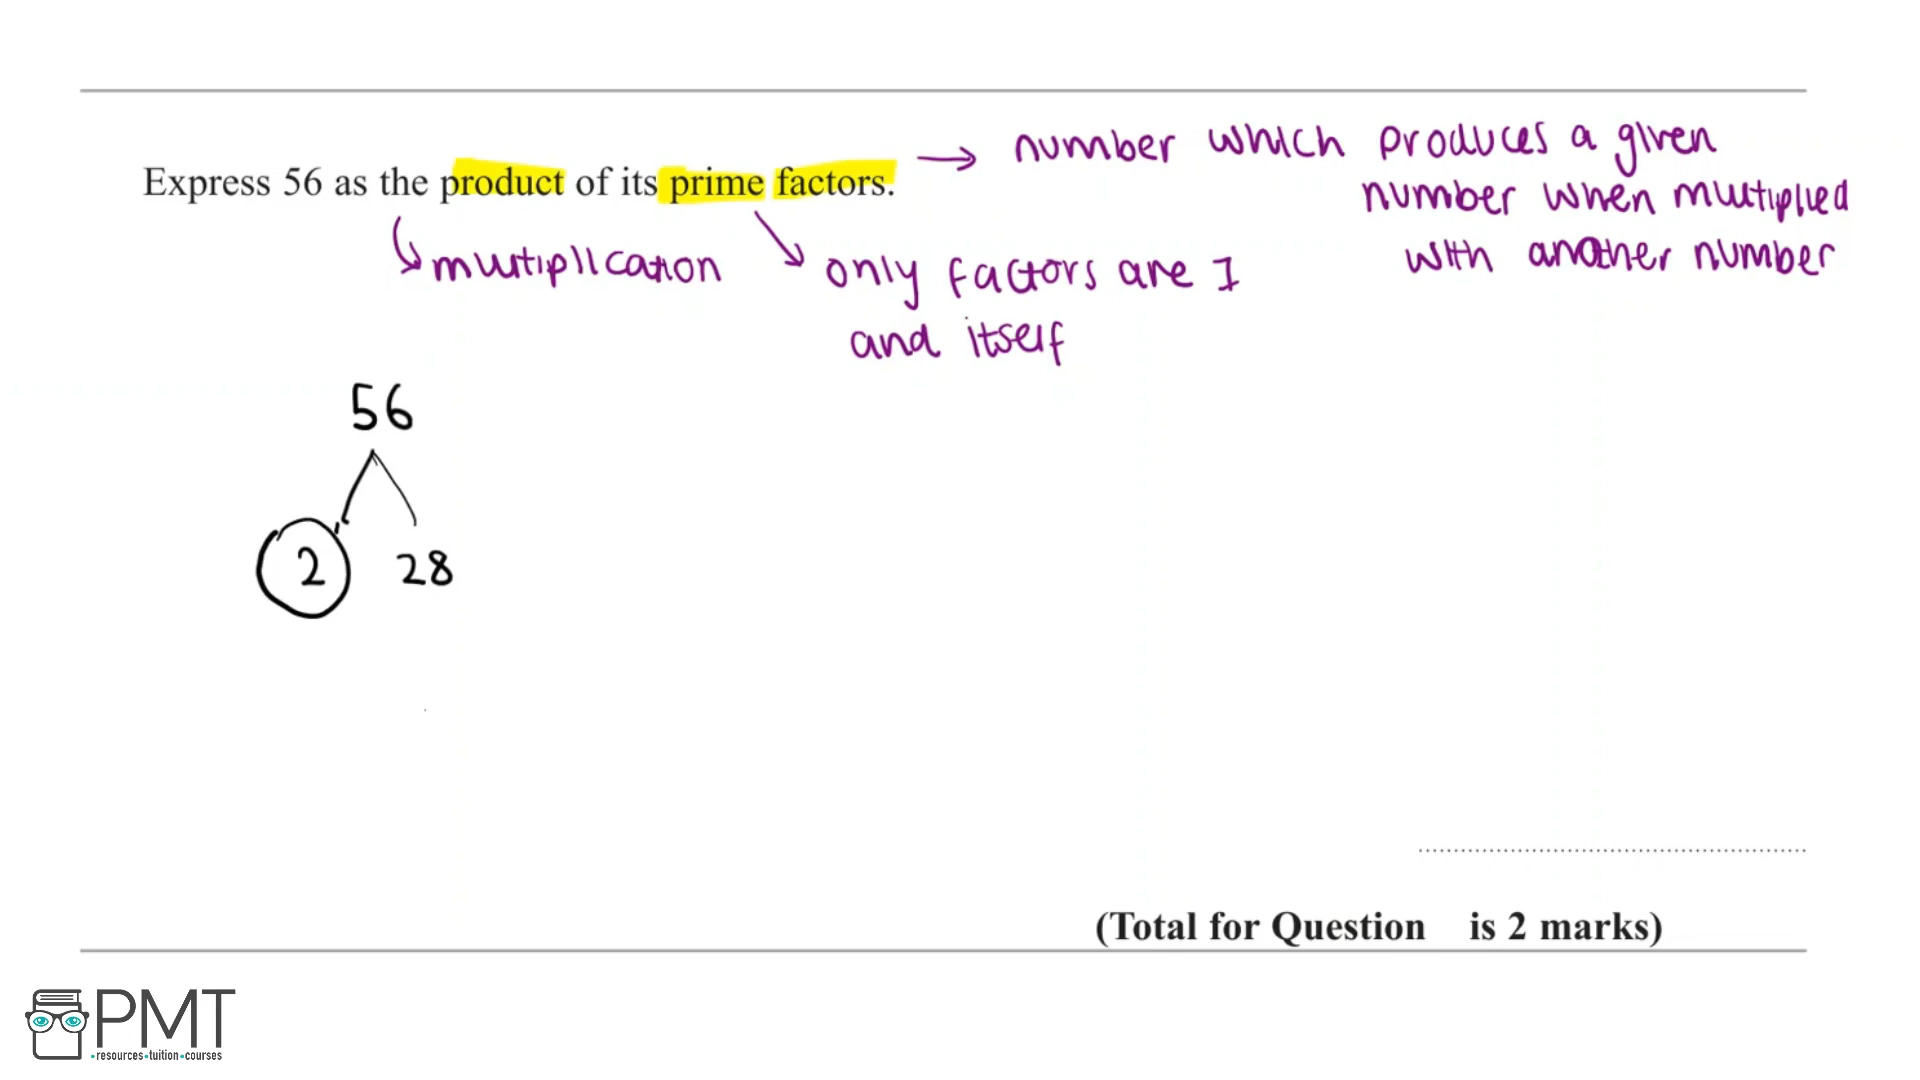 Express 56 as the product of its prime factors. → number which produces a given
number when multiplied
with another number
multiplication
only factors are 1
and itself
56
2 28
(Total for Question is 2 marks)
PMT
•resources•tuition•courses